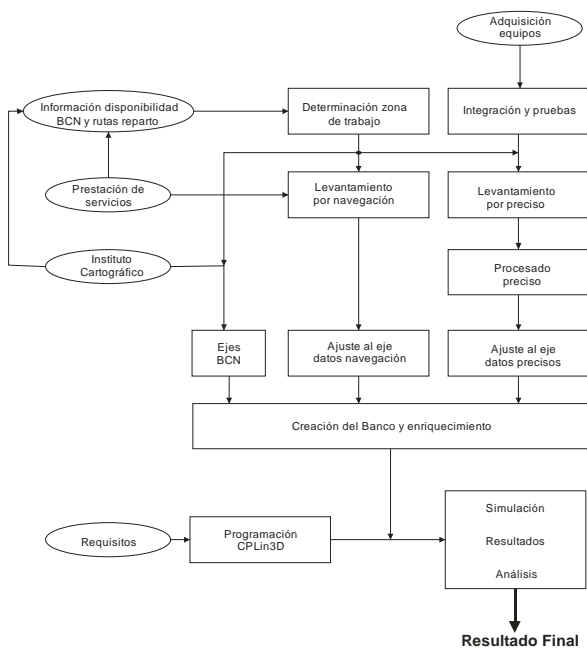 Adquisición
equipos
Información disponibilidad
BCN y rutas reparto
Determinación zona
de trabajo
Integración y pruebas
Prestación de
servicios
Levantamiento
por navegación
Levantamiento
por preciso
Instituto
Cartográfico
Procesado
preciso
Ejes
BCN
Ajuste al eje
datos navegación
Ajuste al eje
datos precisos
Creación del Banco y enriquecimiento
Requisitos
Programación
CPLin3D
Simulación
Resultados
Análisis
Resultado Final